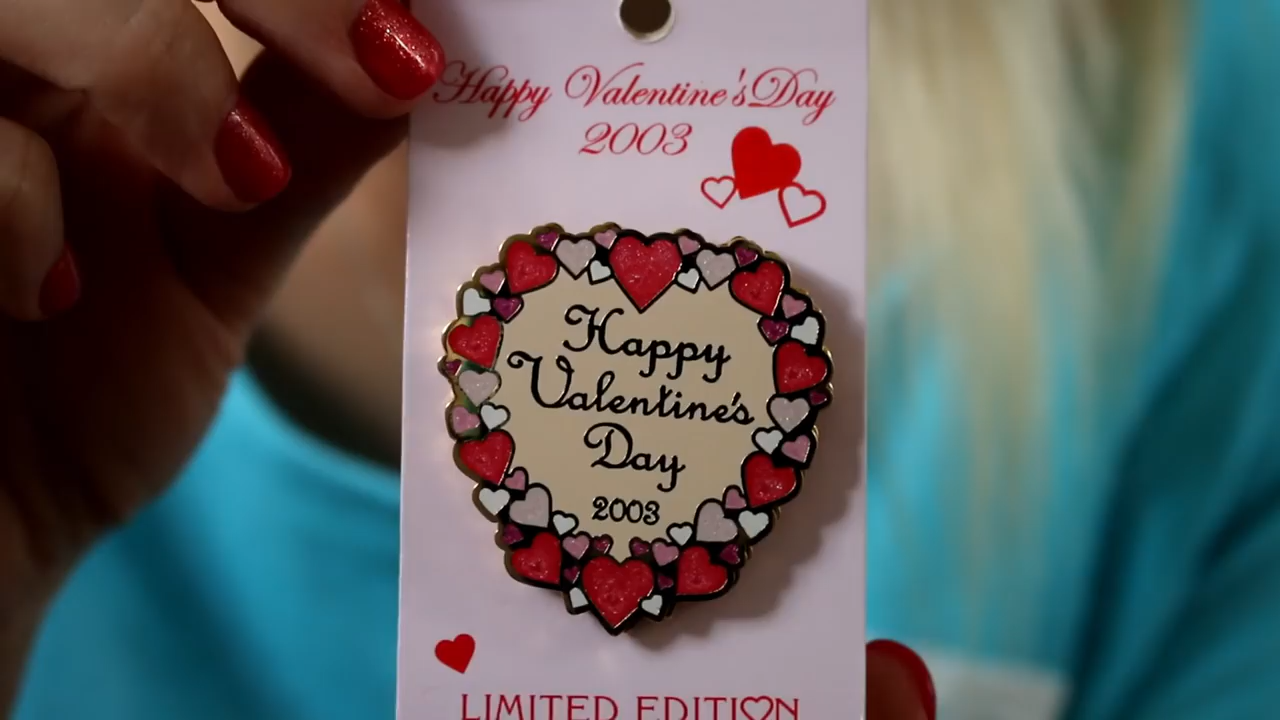 Happy Valentine's Day
2003
Happy
Valentine's
Day
2003
LIMITED EDITION